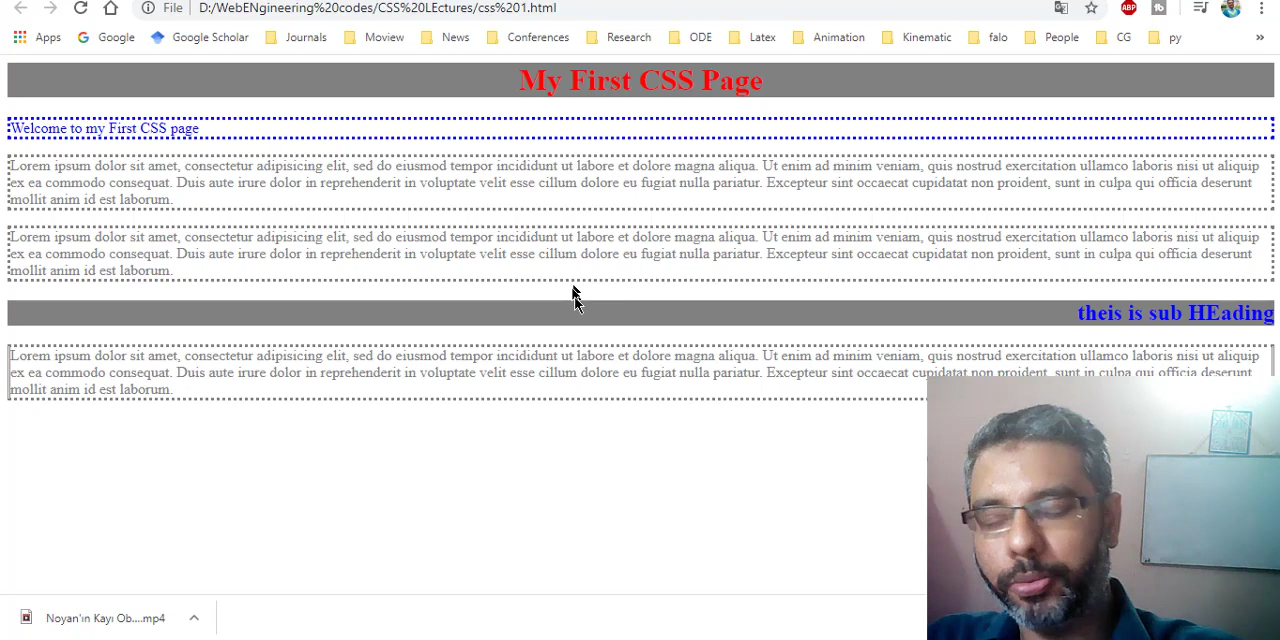 File D:/WebENgineering%20codes/CSS%20LEctures/css%201.html ABP
Apps Google Google Scholar Journals Moview News Conferences Research ODE Latex Animation Kinematic falo People CG py »
My First CSS Page
Welcome to my First CSS page
Lorem ipsum dolor sit amet, consectetur adipisicing elit, sed do eiusmod tempor incididunt ut labore et dolore magna aliqua. Ut enim ad minim veniam, quis nostrud exercitation ullamco laboris nisi ut aliquip
ex ea commodo consequat. Duis aute irure dolor in reprehenderit in voluptate velit esse cillum dolore eu fugiat nulla pariatur. Excepteur sint occaecat cupidatat non proident, sunt in culpa qui officia deserunt
mollit anim id est laborum.
Lorem ipsum dolor sit amet, consectetur adipisicing elit, sed do eiusmod tempor incididunt ut labore et dolore magna aliqua. Ut enim ad minim veniam, quis nostrud exercitation ullamco laboris nisi ut aliquip
ex ea commodo consequat. Duis aute irure dolor in reprehenderit in voluptate velit esse cillum dolore eu fugiat nulla pariatur. Excepteur sint occaecat cupidatat non proident, sunt in culpa qui officia deserunt
mollit anim id est laborum.
theis is sub HEading
Lorem ipsum dolor sit amet, consectetur adipisicing elit, sed do eiusmod tempor incididunt ut labore et dolore magna aliqua. Ut enim ad minim veniam, quis nostrud exercitation ullamco laboris nisi ut aliquip
ex ea commodo consequat. Duis aute irure dolor in reprehenderit in voluptate velit esse cillum dolore eu fugiat nulla pariatur. Excepteur sint occaecat cupidatat non proident, sunt in culpa qui officia deserunt
mollit anim id est laborum.
Noyan'ın Kayı Ob....mp4